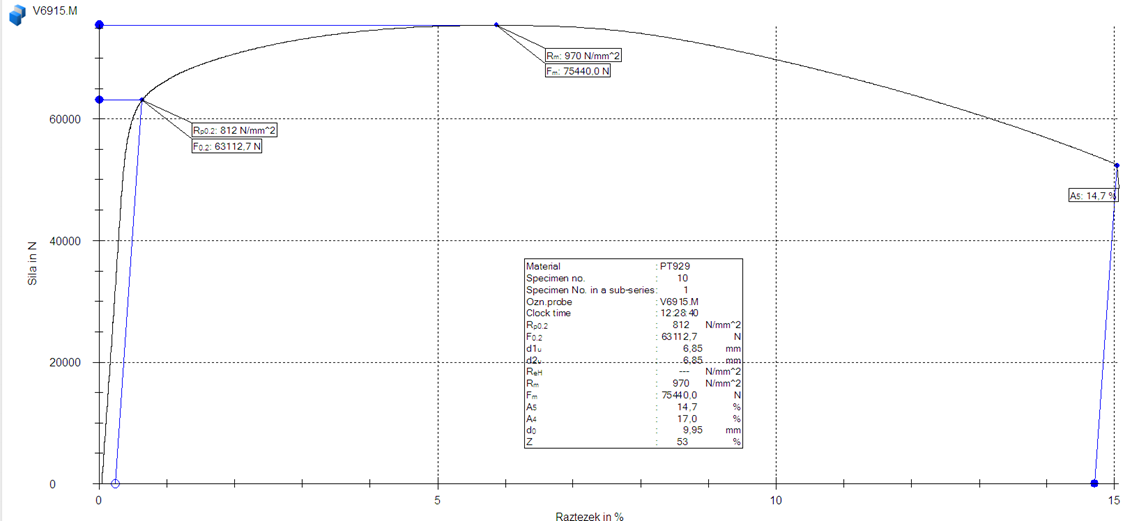 V6915.M
Rm: 970 N/mm^2
Fm: 75440.0 N
60000
Rp0.2: 812 N/mm^2
F0.2: 63112,7 N
A5: 14,7 %
40000
Sila in N
Material : PT929
Specimen no. : 10
Specimen No. in a sub-series: 1
Ozn.probe : V6915.M
Clock time : 12:28:40
Rp0.2 : 812 N/mm^2
F0.2 : 63112,7 N
d1u : 6,85 mm
d2u : 6,85 mm
20000
ReH : --- N/mm^2
Rm : 970 N/mm^2
Fm : 75440,0 N
A5 : 14,7 %
A4 : 17,0 %
d0 : 9,95 mm
Z : 53 %
0
0 5 10 15
Raztezek in %